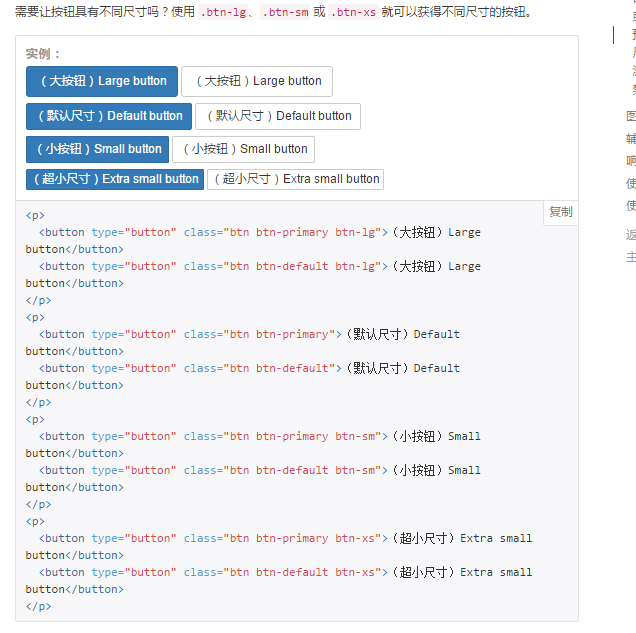 需要让按钮具有不同尺寸吗？使用 .btn-lg、.btn-sm 或 .btn-xs 就可以获得不同尺寸的按钮。
实例：
（大按钮）Large button （大按钮）Large button
（默认尺寸）Default button （默认尺寸）Default button
（小按钮）Small button （小按钮）Small button
（超小尺寸）Extra small button （超小尺寸）Extra small button
复制
<p>
  <button type="button" class="btn btn-primary btn-lg">（大按钮）Large
button</button>
  <button type="button" class="btn btn-default btn-lg">（大按钮）Large
button</button>
</p>
<p>
  <button type="button" class="btn btn-primary">（默认尺寸）Default
button</button>
  <button type="button" class="btn btn-default">（默认尺寸）Default
button</button>
</p>
<p>
  <button type="button" class="btn btn-primary btn-sm">（小按钮）Small
button</button>
  <button type="button" class="btn btn-default btn-sm">（小按钮）Small
button</button>
</p>
<p>
  <button type="button" class="btn btn-primary btn-xs">（超小尺寸）Extra small
button</button>
  <button type="button" class="btn btn-default btn-xs">（超小尺寸）Extra small
button</button>
</p>
图
辅
响
使
使
返
主